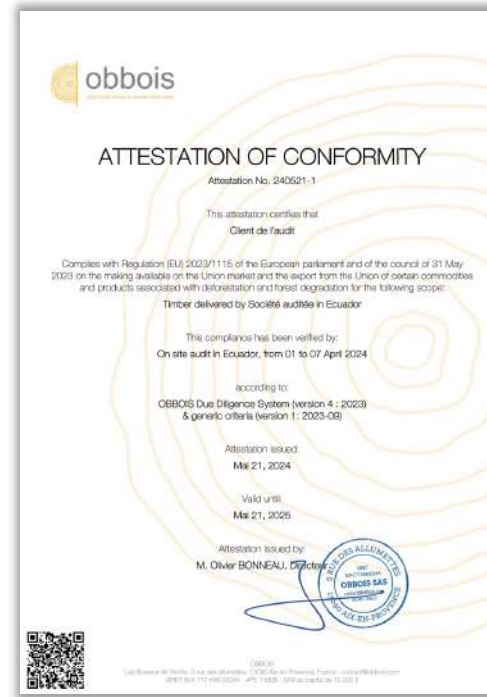 obbois
ATTESTATION OF CONFORMITY
Attestation No. 240521-1
This attestation certifies that
Client de l'audit
Complies with Regulation (EU) 2023/1115 of the European parliament and of the council of 31 May
2023 on the making available on the Union market and the export from the Union of certain commodities
and products associated with deforestation and forest degradation for the following scope:
Timber delivered by Société auditée in Ecuador
This compliance has been verified by:
On site audit in Ecuador, from 01 to 07 April 2024
according to:
OBBOIS Due Diligence System (version 4 : 2023)
& generic criteria (version 1: 2023-09)
Attestation issued:
Mai 21, 2024
Valid until
Mai 21, 2025
Attestation issued by:
M. Olivier BONNEAU, Directeur
5 RUE DES ALLUMETTES
OBBOIS SAS
AIX-EN-PROVENCE
OBBOIS